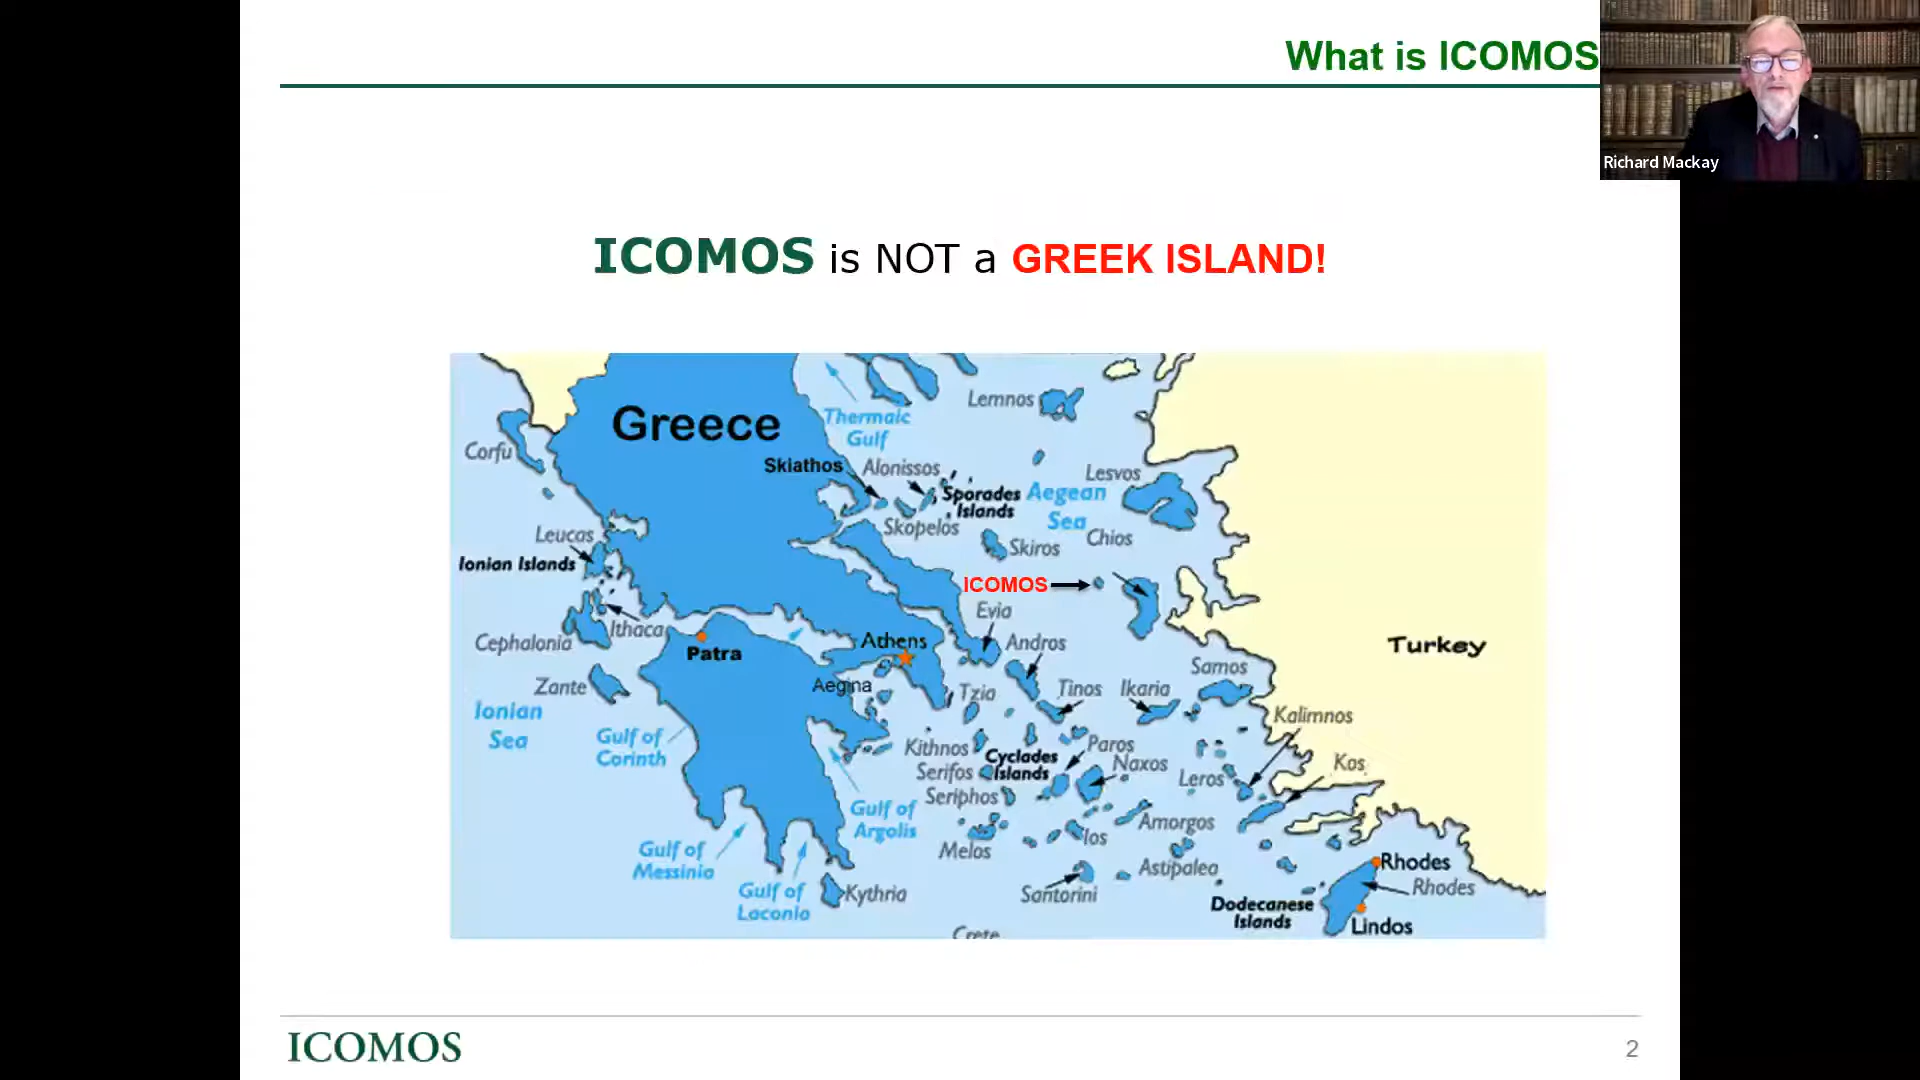 What is ICOMOS
Richard Mackay
ICOMOS is NOT a GREEK ISLAND!
Greece
Thermaic
Gulf
Lemnos
Corfu
Skiathos
Alonissos
Sporades
Islands
Aegean
Sea
Lesvos
Skopelos
Skiros
Chios
Leucas
Ionian Islands
ICOMOS
Evia
Ithaca
Cephalonia
Patra
Athens
Andros
Turkey
Samos
Aegina
Zante
Tzia
Tinos
Ikaria
Ionian
Sea
Gulf of
Corinth
Kalimnos
Kithnos
Cyclades
Islands
Paros
Naxos
Kos
Serifos
Leros
Seriphos
Gulf of
Argolis
Amorgos
Ios
Melos
Gulf of
Messinia
Astipalea
Rhodes
Rhodes
Gulf of
Laconia
Kythria
Santorini
Dodecanese
Islands
Lindos
Crete
ICOMOS
2